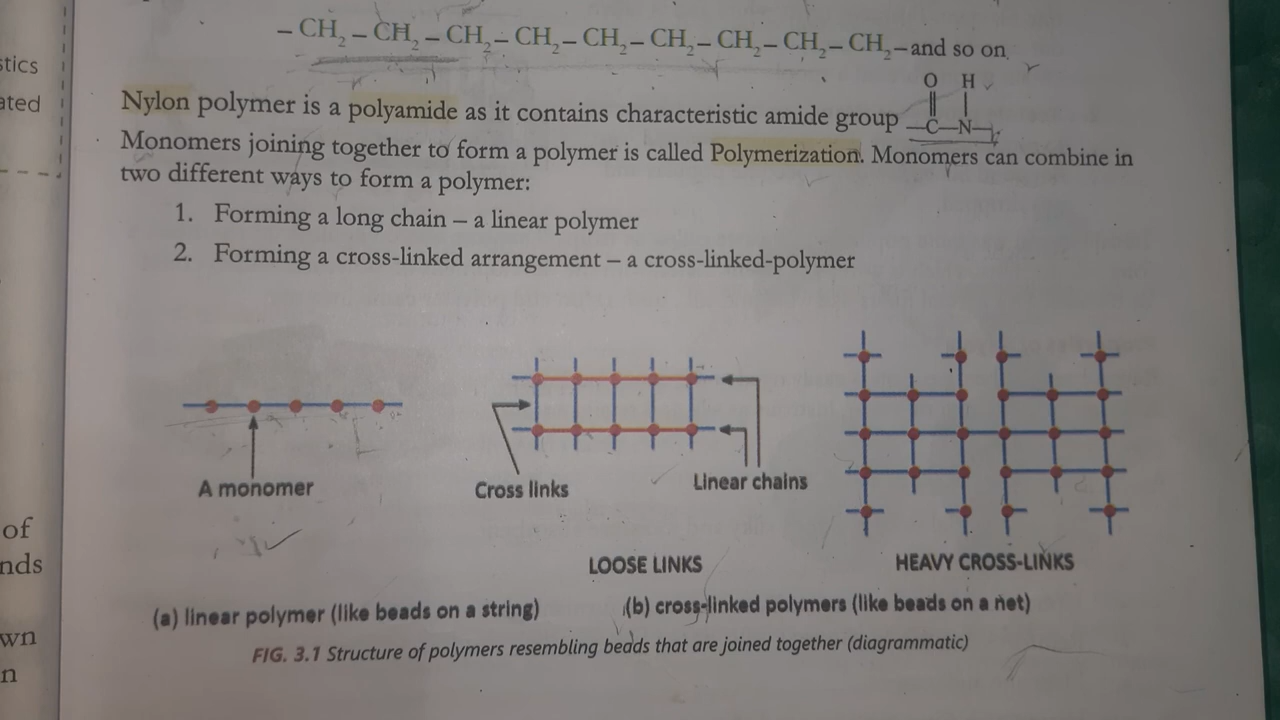 – CH₂ – CH₂ – CH₂ – CH₂ – CH₂ – CH₂ – CH₂ – CH₂ – CH₂ – and so on
O H
Nylon polymer is a polyamide as it contains characteristic amide group –C–N–
Monomers joining together to form a polymer is called Polymerization. Monomers can combine in
two different ways to form a polymer:
1. Forming a long chain – a linear polymer
2. Forming a cross-linked arrangement – a cross-linked-polymer
A monomer
Cross links
Linear chains
LOOSE LINKS
HEAVY CROSS-LINKS
(a) linear polymer (like beads on a string)
(b) cross-linked polymers (like beads on a net)
FIG. 3.1 Structure of polymers resembling beads that are joined together (diagrammatic)
stics
ated
of
nds
wn
n